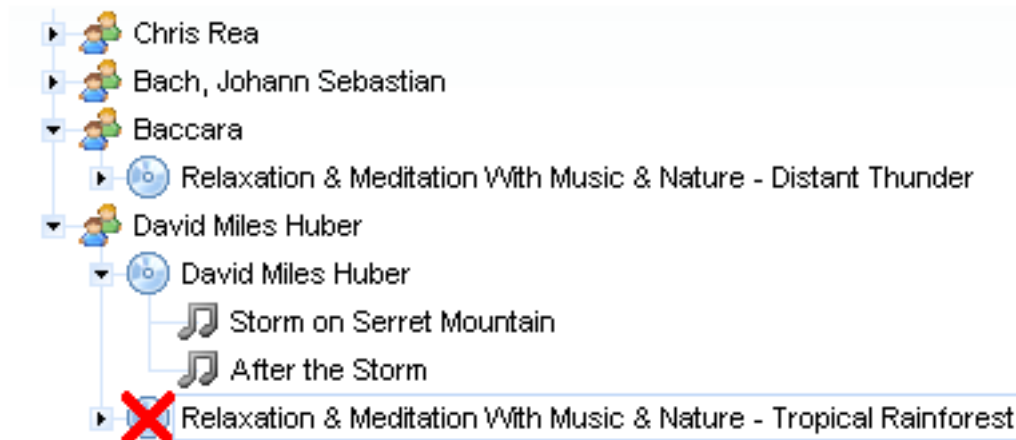 Chris Rea
Bach, Johann Sebastian
Baccara
Relaxation & Meditation With Music & Nature - Distant Thunder
David Miles Huber
David Miles Huber
Storm on Serret Mountain
After the Storm
Relaxation & Meditation With Music & Nature - Tropical Rainforest